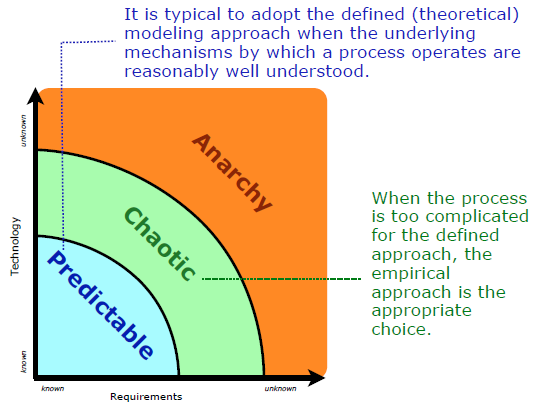 It is typical to adopt the defined (theoretical)
modeling approach when the underlying
mechanisms by which a process operates are
reasonably well understood.
unknown
Anarchy
Chaotic
Predictable
Technology
known
When the process
is too complicated
for the defined
approach, the
empirical
approach is the
appropriate
choice.
known
unknown
Requirements